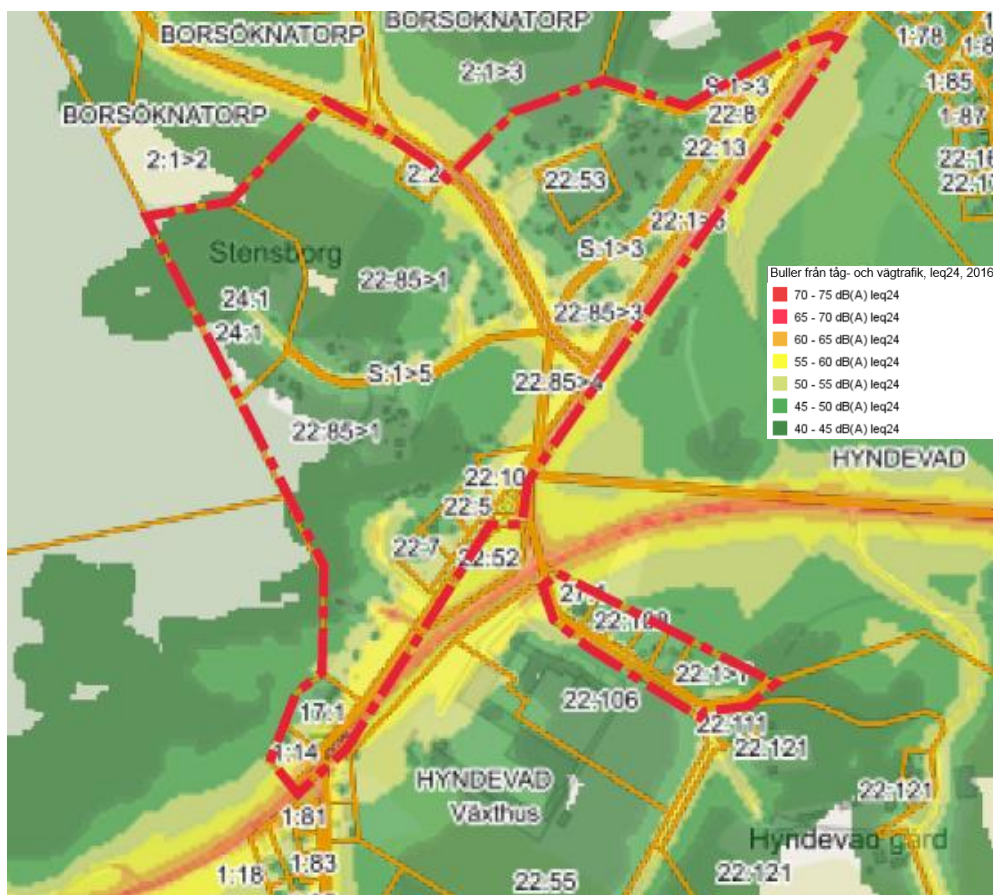 BORSÖKNATORP
BORSÖKNATORP
1:78
2:1>3
1:85
S:1>3
22:8
BORSÖKNATORP
1:87
22:13
2:1>2
2:2
22:53
22:1>6
Stensborg
S:1>3
22:85>1
Buller från tåg- och vägtrafik, leq24, 2016
70 - 75 dB(A) leq24
65 - 70 dB(A) leq24
60 - 65 dB(A) leq24
55 - 60 dB(A) leq24
50 - 55 dB(A) leq24
45 - 50 dB(A) leq24
40 - 45 dB(A) leq24
24:1
24:1
22:85>3
S:1>5
22:85>4
22:85>1
HYNDEVAD
22:10
22:5
22:7
22:52
22:1>1
22:106
17:1
22:111
22:121
1:14
HYNDEVAD
Växthus
22:121
1:81
Hyndevad gård
1:83
1:18
22:55
22:121